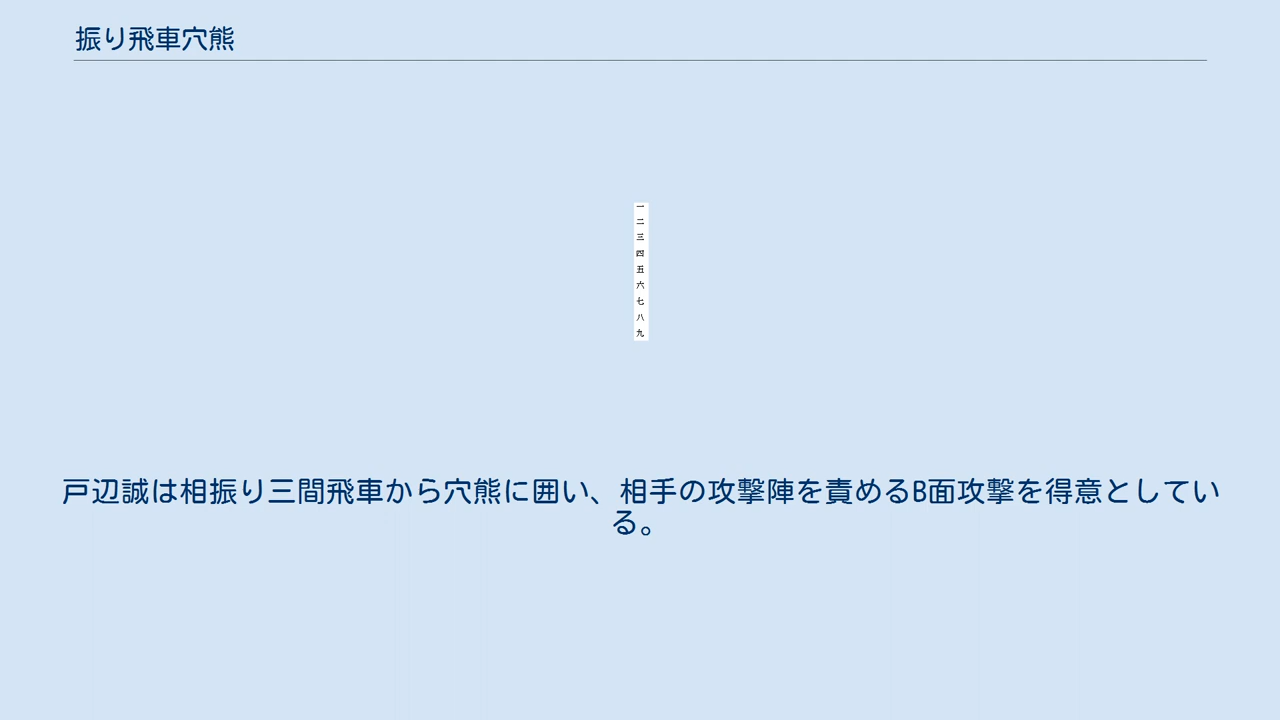 振り飛車穴熊
一
二
三
四
五
六
七
八
九
戸辺誠は相振り三間飛車から穴熊に囲い、相手の攻撃陣を責めるB面攻撃を得意としてい
る。